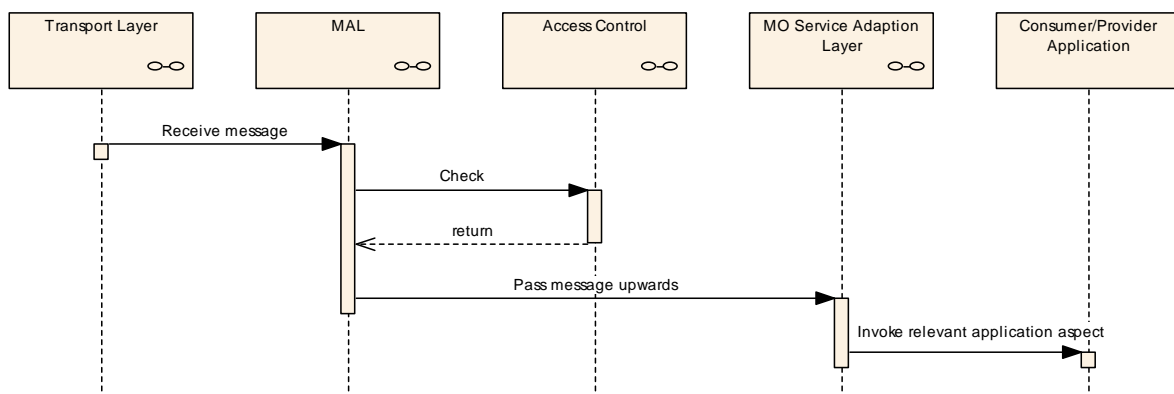 Transport Layer
MAL
Access Control
MO Service Adaption
Layer
Consumer/Provider
Application
Receive message
Check
return
Pass message upwards
Invoke relevant application aspect